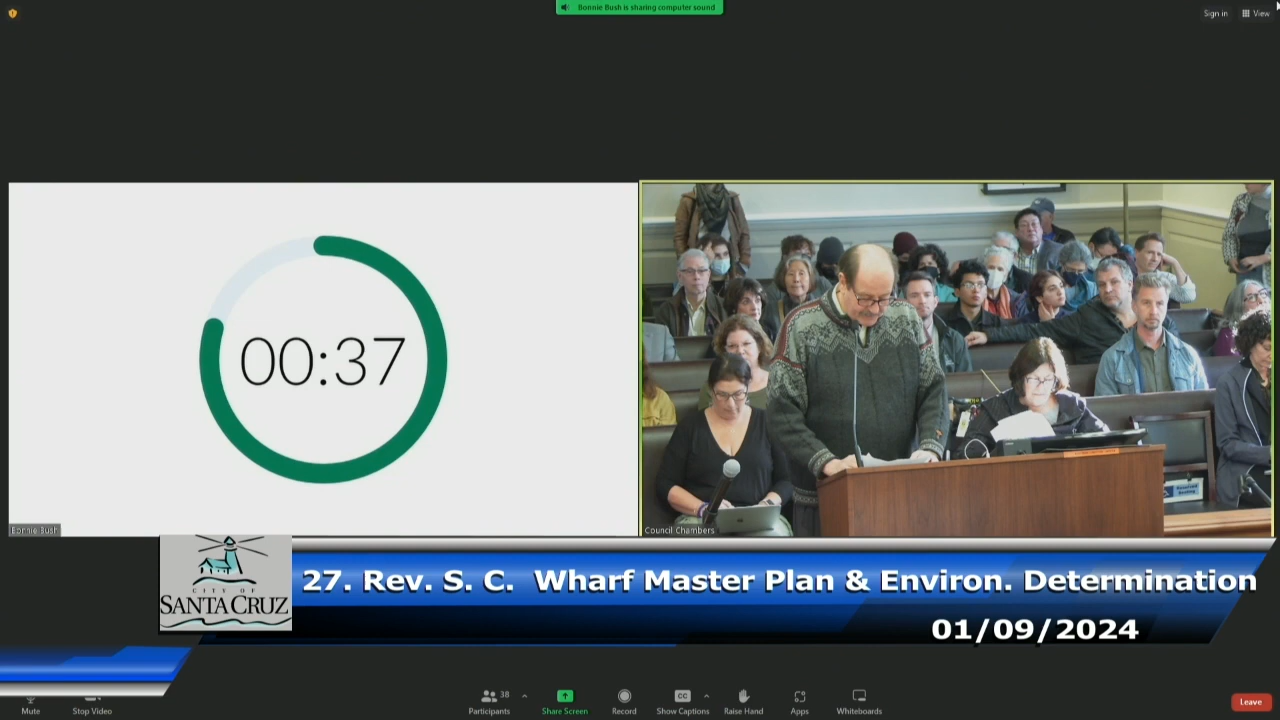 Bonnie Bush is sharing computer sound
Sign in
View
00:37
Bonnie Bush
Council Chambers
CITY OF
SANTA CRUZ
27. Rev. S. C. Wharf Master Plan & Environ. Determination
01/09/2024
Mute
Stop Video
Participants
38
Share Screen
CC
Record
Show Captions
Raise Hand
Apps
Whiteboards
Leave